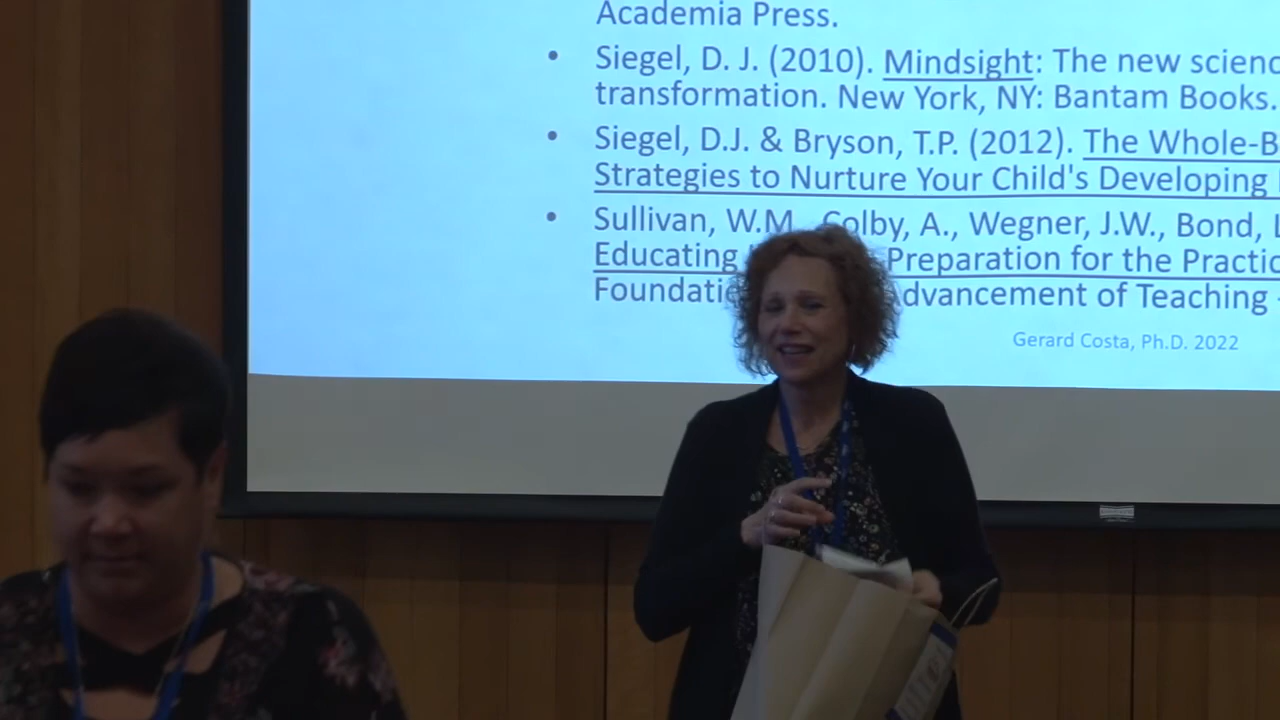 Academia Press.
• Siegel, D. J. (2010). Mindsight: The new scienc
transformation. New York, NY: Bantam Books.
• Siegel, D.J. & Bryson, T.P. (2012). The Whole-B
Strategies to Nurture Your Child's Developing
• Sullivan, W.M., Colby, A., Wegner, J.W., Bond, L
Educating Preparation for the Practic
Foundatio dvancement of Teaching -
Gerard Costa, Ph.D. 2022